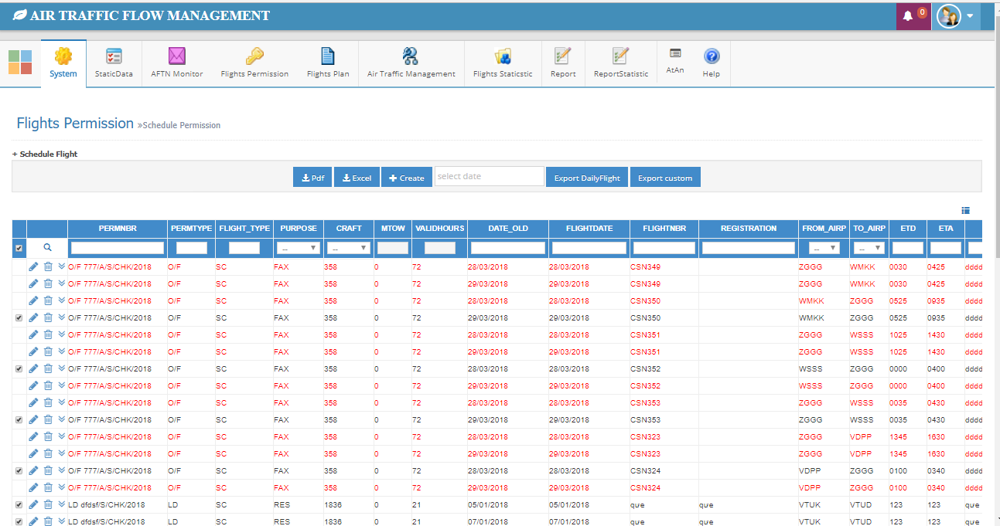 AIR TRAFFIC FLOW MANAGEMENT 0
System StaticData AFTN Monitor Flights Permission Flights Plan Air Traffic Management Flights Staticstic Report ReportStatistic AtAn Help
Flights Permission »Schedule Permission
+ Schedule Flight
Pdf Excel + Create select date Export DailyFlight Export custom
PERMNBR PERMTYPE FLIGHT_TYPE PURPOSE CRAFT MTOW VALIDHOURS DATE_OLD FLIGHTDATE FLIGHTNBR REGISTRATION FROM_AIRP TO_AIRP ETD ETA
-- -- -- --
O/F 777/A/S/CHK/2018 O/F SC FAX 358 0 72 28/03/2018 28/03/2018 CSN349 ZGGG WMKK 0030 0425 dddd
O/F 777/A/S/CHK/2018 O/F SC FAX 358 0 72 29/03/2018 29/03/2018 CSN349 ZGGG WMKK 0030 0425 dddd
O/F 777/A/S/CHK/2018 O/F SC FAX 358 0 72 28/03/2018 28/03/2018 CSN350 WMKK ZGGG 0525 0935 dddd
O/F 777/A/S/CHK/2018 O/F SC FAX 358 0 72 29/03/2018 29/03/2018 CSN350 WMKK ZGGG 0525 0935 dddd
O/F 777/A/S/CHK/2018 O/F SC FAX 358 0 72 28/03/2018 28/03/2018 CSN351 ZGGG WSSS 1025 1430 dddd
O/F 777/A/S/CHK/2018 O/F SC FAX 358 0 72 29/03/2018 29/03/2018 CSN351 ZGGG WSSS 1025 1430 dddd
O/F 777/A/S/CHK/2018 O/F SC FAX 358 0 72 28/03/2018 28/03/2018 CSN352 WSSS ZGGG 0000 0400 dddd
O/F 777/A/S/CHK/2018 O/F SC FAX 358 0 72 29/03/2018 29/03/2018 CSN352 WSSS ZGGG 0000 0400 dddd
O/F 777/A/S/CHK/2018 O/F SC FAX 358 0 72 28/03/2018 28/03/2018 CSN353 ZGGG WSSS 0035 0430 dddd
O/F 777/A/S/CHK/2018 O/F SC FAX 358 0 72 29/03/2018 29/03/2018 CSN353 ZGGG WSSS 0035 0430 dddd
O/F 777/A/S/CHK/2018 O/F SC FAX 358 0 72 28/03/2018 28/03/2018 CSN323 ZGGG VDPP 1345 1630 dddd
O/F 777/A/S/CHK/2018 O/F SC FAX 358 0 72 29/03/2018 29/03/2018 CSN323 ZGGG VDPP 1345 1630 dddd
O/F 777/A/S/CHK/2018 O/F SC FAX 358 0 72 28/03/2018 28/03/2018 CSN324 VDPP ZGGG 0100 0340 dddd
O/F 777/A/S/CHK/2018 O/F SC FAX 358 0 72 29/03/2018 29/03/2018 CSN324 VDPP ZGGG 0100 0340 dddd
LD dfdsf/S/CHK/2018 LD SC RES 1836 0 21 05/01/2018 05/01/2018 qưe qưe VTUK VTUD 123 123 qưe
LD dfdsf/S/CHK/2018 LD SC RES 1836 0 21 07/01/2018 07/01/2018 qưe qưe VTUK VTUD 123 123 qưe